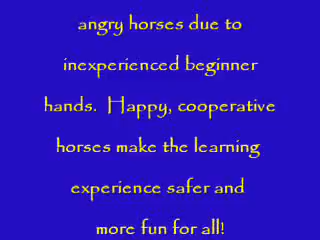 angry horses due to
inexperienced beginner
hands. Happy, cooperative
horses make the learning
experience safer and
more fun for all!